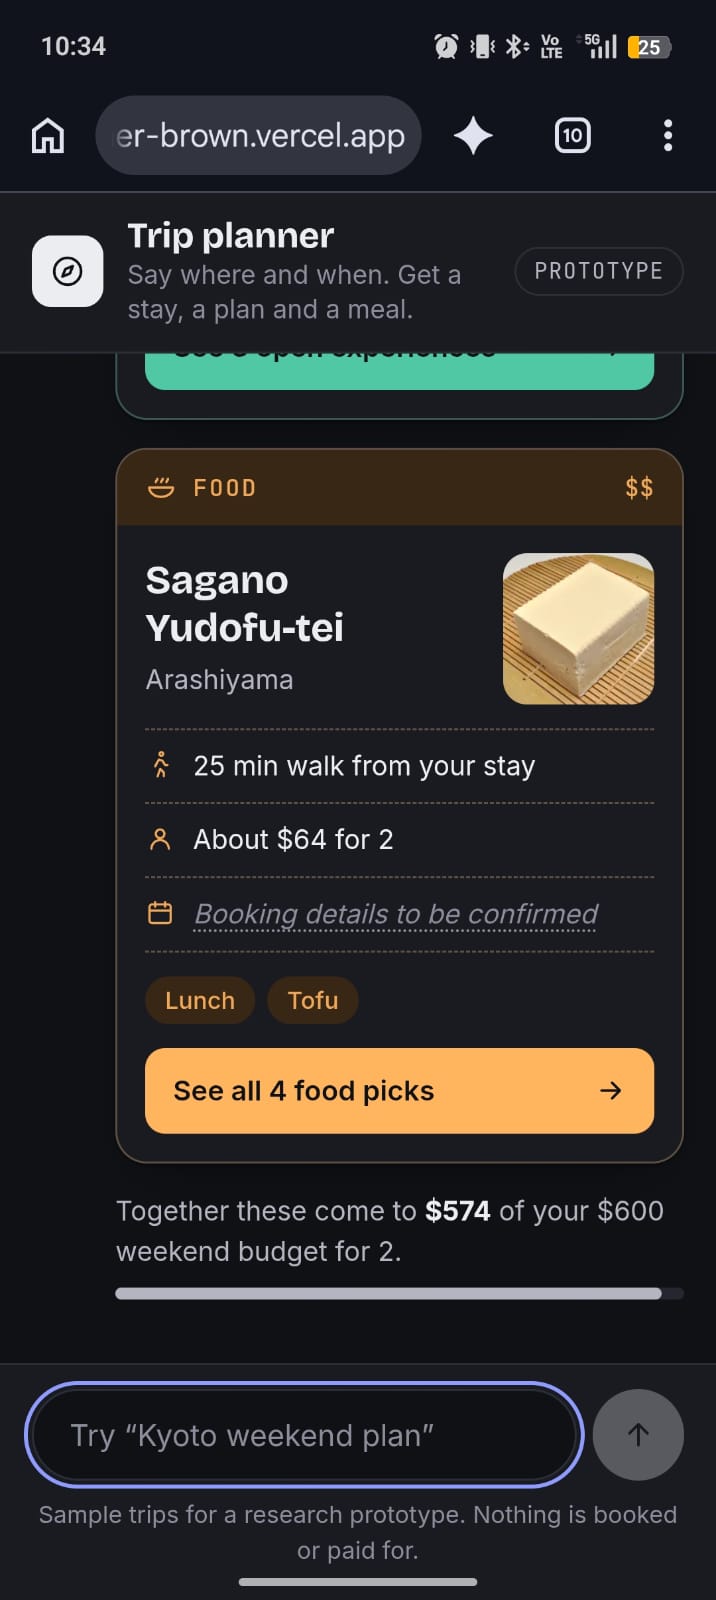 10:34
Vo
LTE
5G
25
er-brown.vercel.app
10
Trip planner
Say where and when. Get a
stay, a plan and a meal.
PROTOTYPE
FOOD
$$
Sagano
Yudofu-tei
Arashiyama
25 min walk from your stay
About $64 for 2
Booking details to be confirmed
Lunch
Tofu
See all 4 food picks
Together these come to $574 of your $600
weekend budget for 2.
Try “Kyoto weekend plan”
Sample trips for a research prototype. Nothing is booked
or paid for.